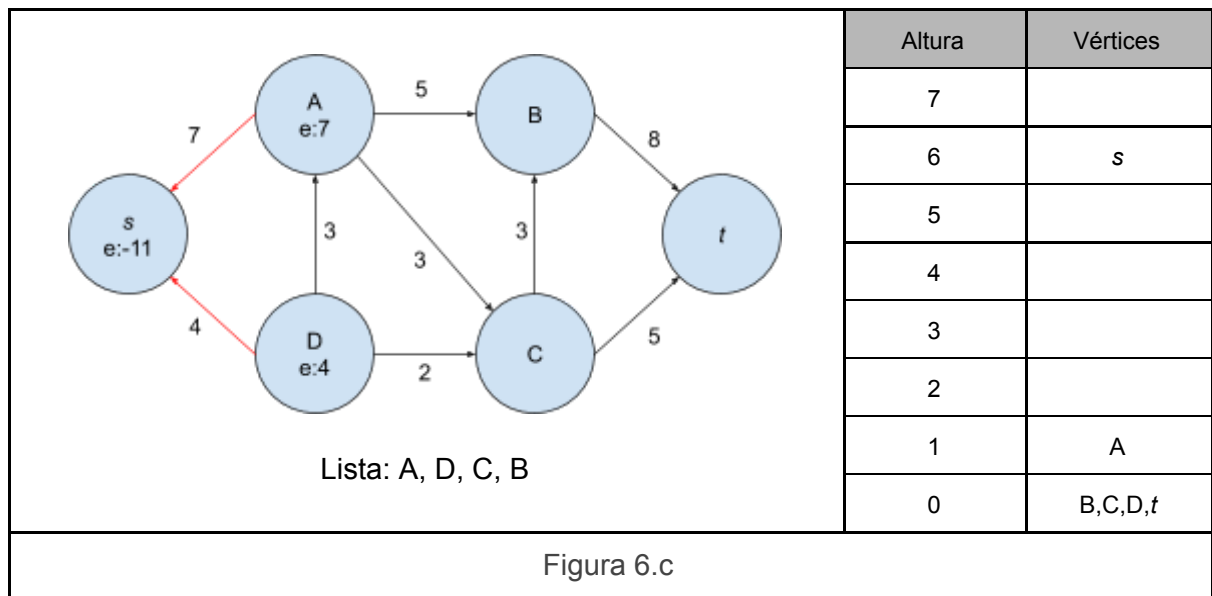 Altura Vértices
7
6 s
5
4
3
2
1 A
0 B,C,D,t
A
e:7
5
B
7
8
s
e:-11
3
3
3
t
4
D
e:4
2
C
5
Lista: A, D, C, B
Figura 6.c